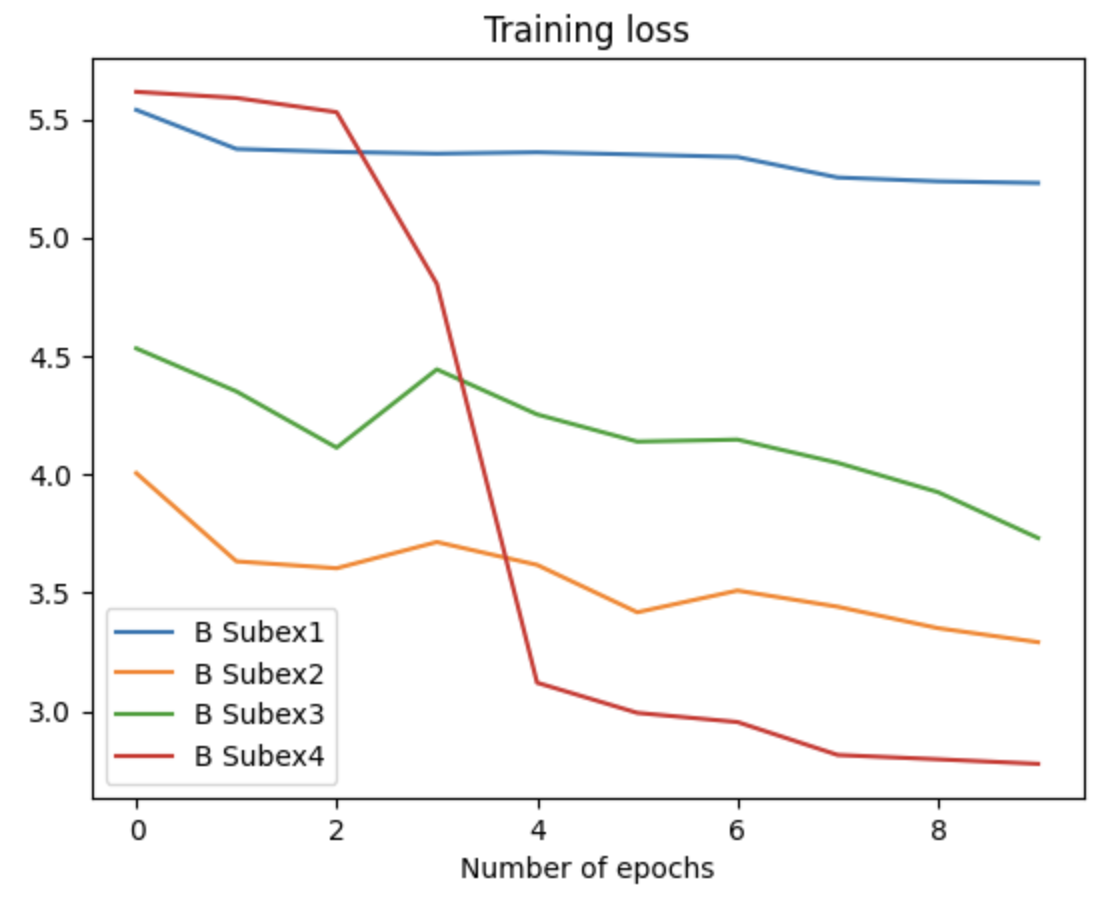 Training loss
5.5
5.0
4.5
4.0
3.5
3.0
B Subex1
B Subex2
B Subex3
B Subex4
0 2 4 6 8
Number of epochs